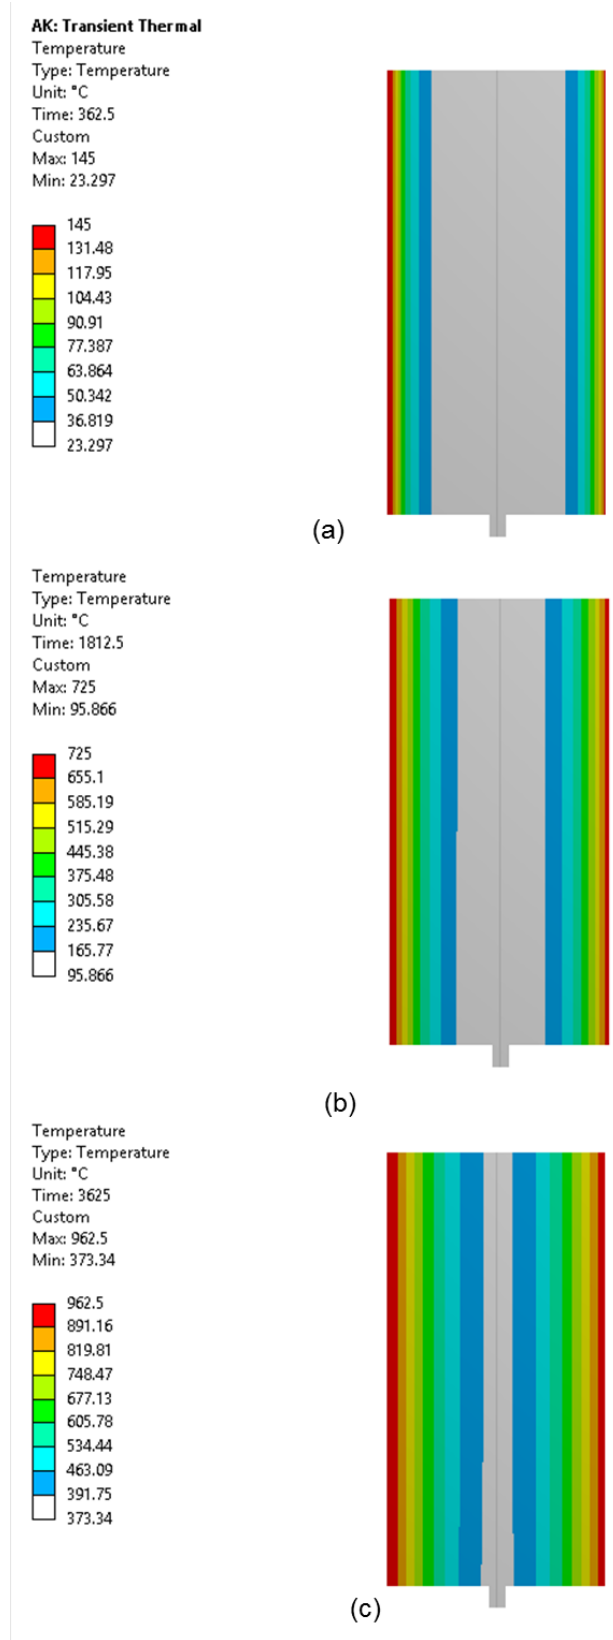 AK: Transient Thermal
Temperature
Type: Temperature
Unit: °C
Time: 362.5
Custom
Max: 145
Min: 23.297
145
131.48
117.95
104.43
90.91
77.387
63.864
50.342
36.819
23.297
(a)
Temperature
Type: Temperature
Unit: °C
Time: 1812.5
Custom
Max: 725
Min: 95.866
725
655.1
585.19
515.29
445.38
375.48
305.58
235.67
165.77
95.866
(b)
Temperature
Type: Temperature
Unit: °C
Time: 3625
Custom
Max: 962.5
Min: 373.34
962.5
891.16
819.81
748.47
677.13
605.78
534.44
463.09
391.75
373.34
(c)